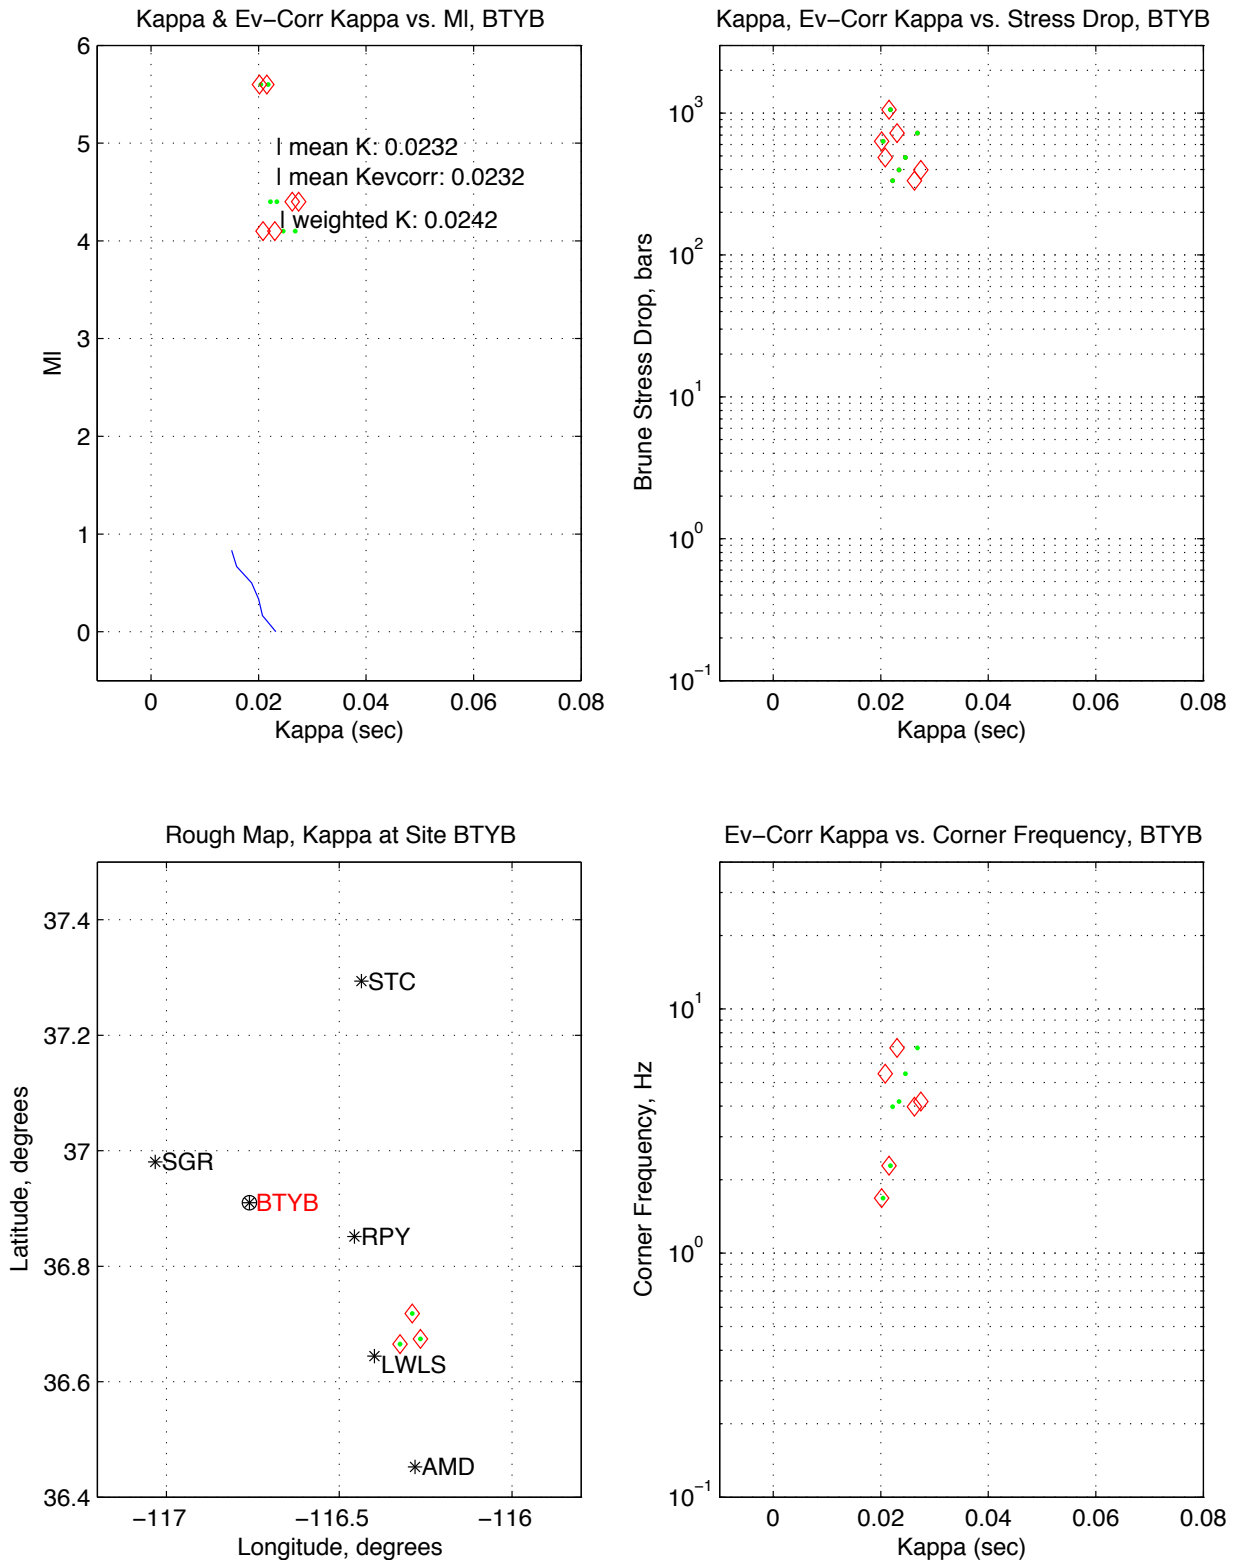 Kappa & Ev−Corr Kappa vs. Ml, BTYB
6
5
4
3
2
1
0
Ml
l mean K: 0.0232
l mean Kevcorr: 0.0232
l weighted K: 0.0242
0 0.02 0.04 0.06 0.08
Kappa (sec)
Kappa, Ev−Corr Kappa vs. Stress Drop, BTYB
10^3
10^2
10^1
10^0
10^−1
Brune Stress Drop, bars
0 0.02 0.04 0.06 0.08
Kappa (sec)
Rough Map, Kappa at Site BTYB
37.4
37.2
37
36.8
36.6
36.4
Latitude, degrees
STC
SGR
BTYB
RPY
LWLS
AMD
−117 −116.5 −116
Longitude, degrees
Ev−Corr Kappa vs. Corner Frequency, BTYB
10^1
10^0
10^−1
Corner Frequency, Hz
0 0.02 0.04 0.06 0.08
Kappa (sec)